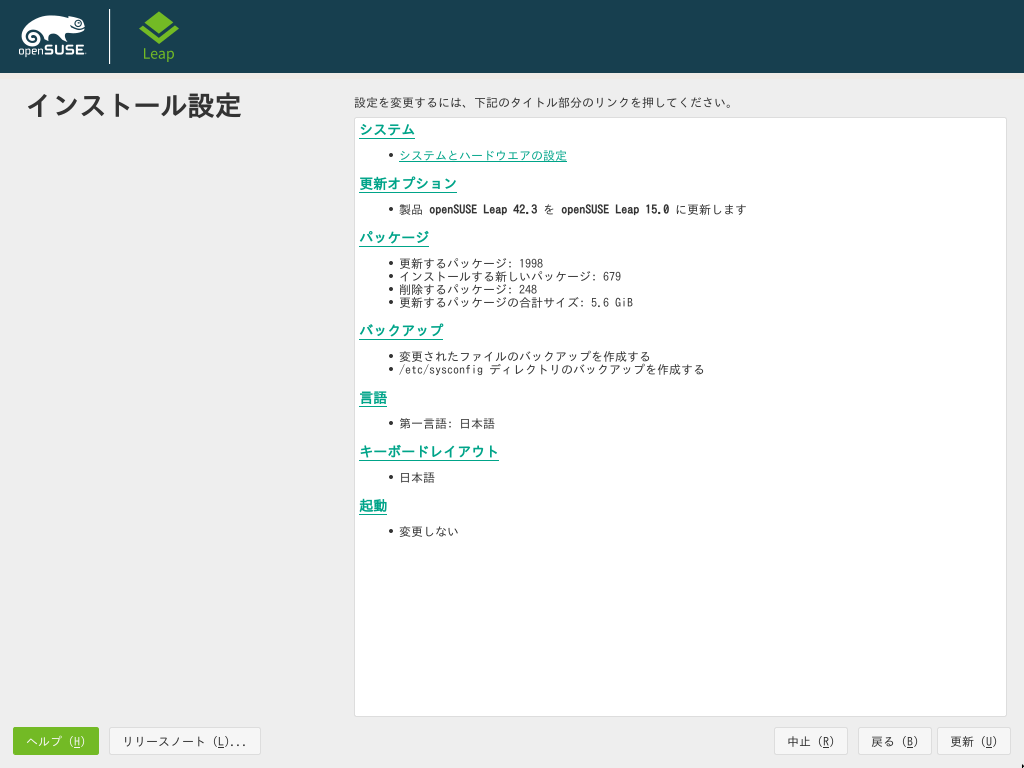 openSUSE
Leap
インストール設定
設定を変更するには、下記のタイトル部分のリンクを押してください。
システム
• システムとハードウエアの設定
更新オプション
• 製品 openSUSE Leap 42.3 を openSUSE Leap 15.0 に更新します
パッケージ
• 更新するパッケージ: 1998
• インストールする新しいパッケージ: 679
• 削除するパッケージ: 248
• 更新するパッケージの合計サイズ: 5.6 GiB
バックアップ
• 変更されたファイルのバックアップを作成する
• /etc/sysconfig ディレクトリのバックアップを作成する
言語
• 第一言語: 日本語
キーボードレイアウト
• 日本語
起動
• 変更しない
ヘルプ (H) リリースノート (L)... 中止 (R) 戻る (B) 更新 (U)